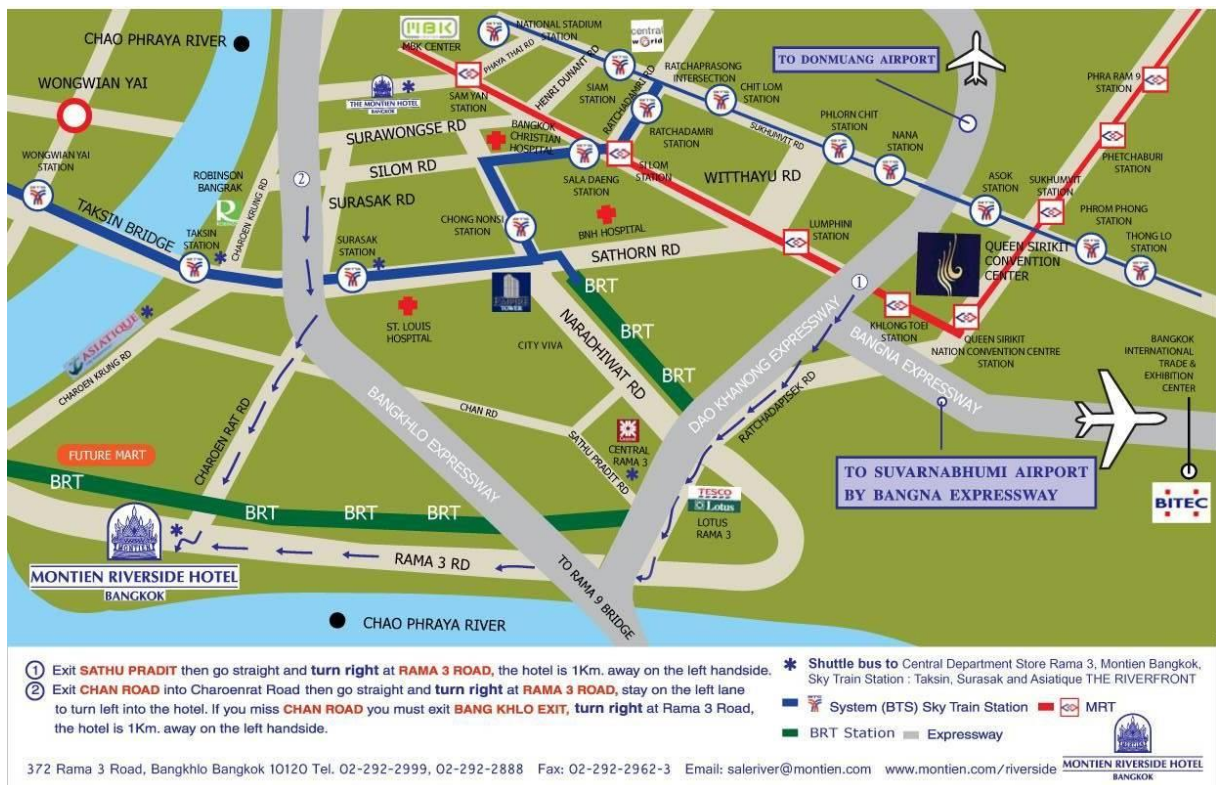 MBK
MBK CENTER
NATIONAL STADIUM
STATION
central
world
CHAO PHRAYA RIVER
PHAYA THAI RD
HENRI DUNANT RD
SIAM
STATION
RATCHADAMRI RD
RATCHAPRASONG
INTERSECTION
CHIT LOM
STATION
TO DONMUANG AIRPORT
PHRA RAM 9
STATION
WONGWIAN YAI
THE MONTIEN HOTEL
BANGKOK
SAM YAN
STATION
SURAWONGSE RD
BANGKOK
CHRISTIAN
HOSPITAL
RATCHADAMRI
STATION
SUKHUMVIT RD
PHLORN CHIT
STATION
NANA
STATION
PHETCHABURI
STATION
WONGWIAN YAI
STATION
ROBINSON
BANGRAK
R
CHAROEN KRUNG RD
2
SILOM RD
SALA DAENG
STATION
SI LOM
STATION
WITTHAYU RD
ASOK
STATION
SUKHUMVIT
STATION
TAKSIN BRIDGE
TAKSIN
STATION
SURASAK RD
SURASAK
STATION
CHONG NONSI
STATION
BNH HOSPITAL
SATHORN RD
LUMPHINI
STATION
PHROM PHONG
STATION
THONG LO
STATION
QUEEN SIRIKIT
CONVENTION
CENTER
1
ASIATIQUE
CHAROEN KRUNG RD
ST. LOUIS
HOSPITAL
EMPIRE
TOWER
CITY VIVA
BRT
BRT
BRT
NARADHIWAT RD
DAO KHANONG EXPRESSWAY
KHLONG TOEI
STATION
QUEEN SIRIKIT
NATION CONVENTION CENTRE
STATION
BANGNA EXPRESSWAY
BANGKOK
INTERNATIONAL
TRADE &
EXHIBITION
CENTER
RATCHADAPISEK RD
BANGKHLO EXPRESSWAY
CHAN RD
SATHU PRADIT RD
CENTRAL
RAMA 3
CHAROEN RAT RD
FUTURE MART
TO SUVARNABHUMI AIRPORT
BY BANGNA EXPRESSWAY
BITEC
TESCO
Lotus
LOTUS
RAMA 3
BRT
BRT
BRT
BRT
MONTIEN
MONTIEN RIVERSIDE HOTEL
BANGKOK
RAMA 3 RD
TO RAMA 9 BRIDGE
CHAO PHRAYA RIVER
1 Exit SATHU PRADIT then go straight and turn right at RAMA 3 ROAD, the hotel is 1Km. away on the left handside.
2 Exit CHAN ROAD into Charoenrat Road then go straight and turn right at RAMA 3 ROAD, stay on the left lane
to turn left into the hotel. If you miss CHAN ROAD you must exit BANG KHLO EXIT, turn right at Rama 3 Road,
the hotel is 1Km. away on the left handside.
* Shuttle bus to Central Department Store Rama 3, Montien Bangkok,
Sky Train Station : Taksin, Surasak and Asiatique THE RIVERFRONT
System (BTS) Sky Train Station MRT
BRT Station Expressway
372 Rama 3 Road, Bangkhlo Bangkok 10120 Tel. 02-292-2999, 02-292-2888 Fax: 02-292-2962-3 Email: saleriver@montien.com www.montien.com/riverside
MONTIEN RIVERSIDE HOTEL
BANGKOK